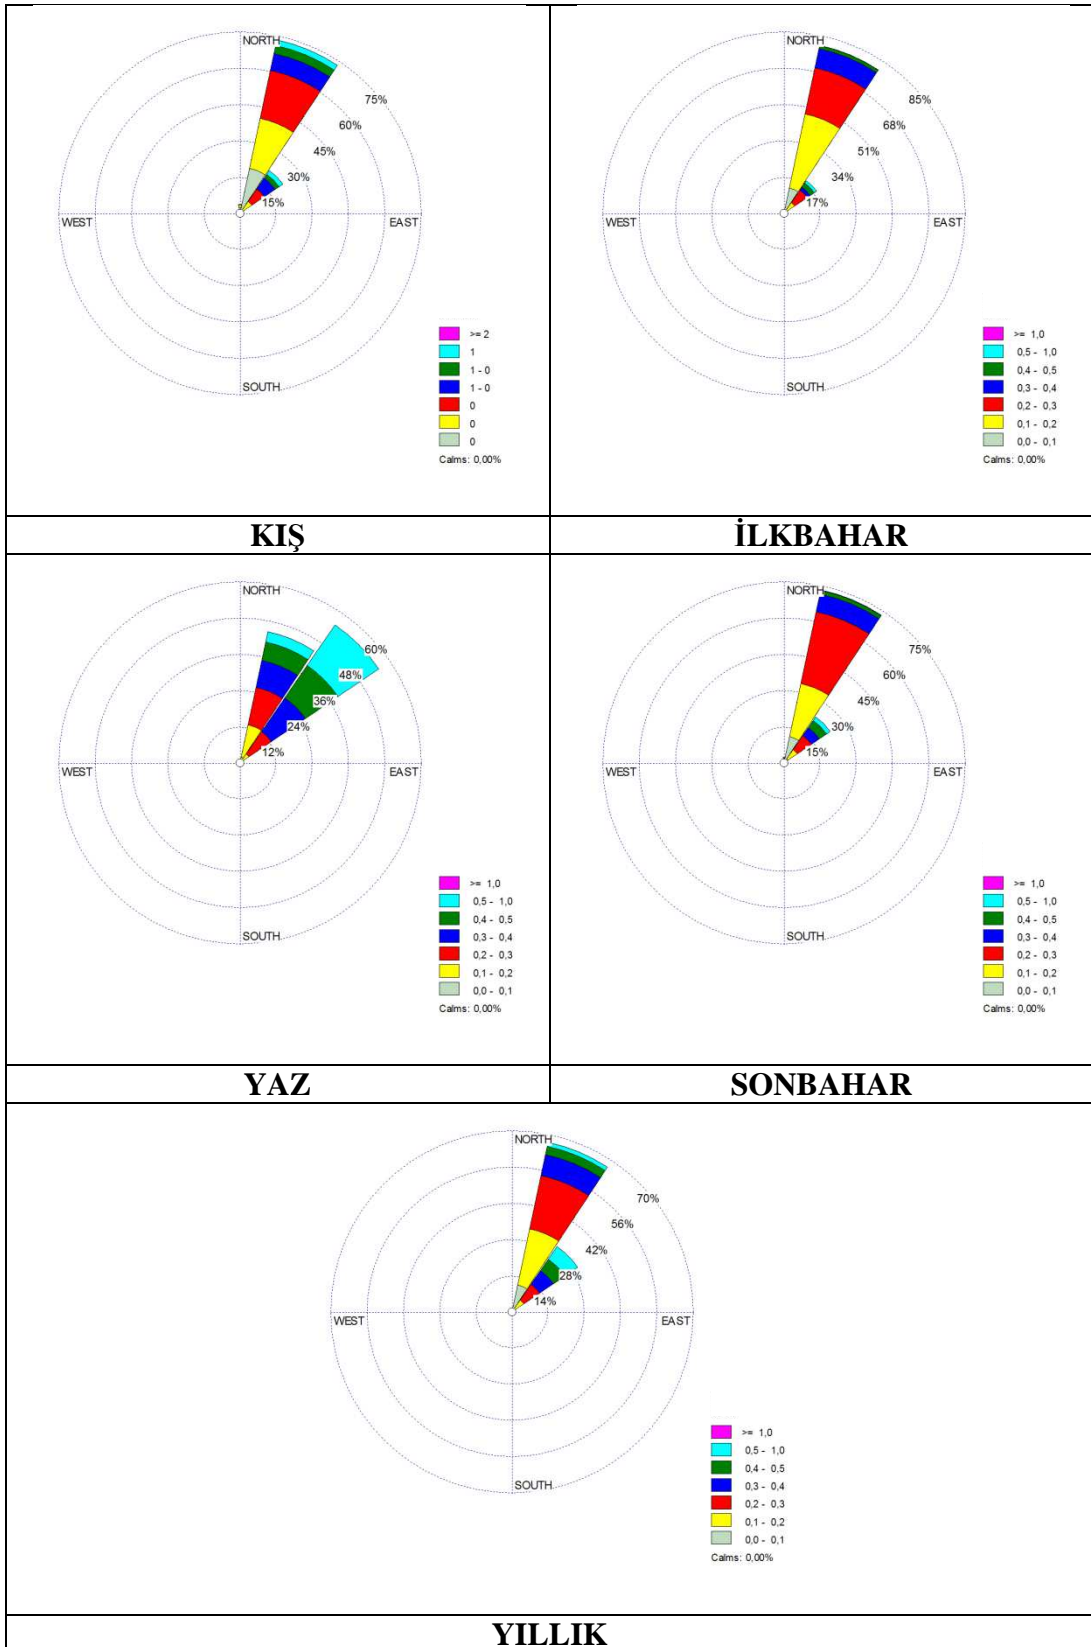 NORTH
75%
60%
45%
30%
15%
WEST
EAST
SOUTH
>= 2
1
1 - 0
1 - 0
0
0
0
Calms: 0,00%
NORTH
85%
68%
51%
34%
17%
WEST
EAST
SOUTH
>= 1,0
0,5 - 1,0
0,4 - 0,5
0,3 - 0,4
0,2 - 0,3
0,1 - 0,2
0,0 - 0,1
Calms: 0,00%
KIŞ
İLKBAHAR
NORTH
60%
48%
36%
24%
12%
WEST
EAST
SOUTH
>= 1,0
0,5 - 1,0
0,4 - 0,5
0,3 - 0,4
0,2 - 0,3
0,1 - 0,2
0,0 - 0,1
Calms: 0,00%
NORTH
75%
60%
45%
30%
15%
WEST
EAST
SOUTH
>= 1,0
0,5 - 1,0
0,4 - 0,5
0,3 - 0,4
0,2 - 0,3
0,1 - 0,2
0,0 - 0,1
Calms: 0,00%
YAZ
SONBAHAR
NORTH
70%
56%
42%
28%
14%
WEST
EAST
SOUTH
>= 1,0
0,5 - 1,0
0,4 - 0,5
0,3 - 0,4
0,2 - 0,3
0,1 - 0,2
0,0 - 0,1
Calms: 0,00%
YILLIK